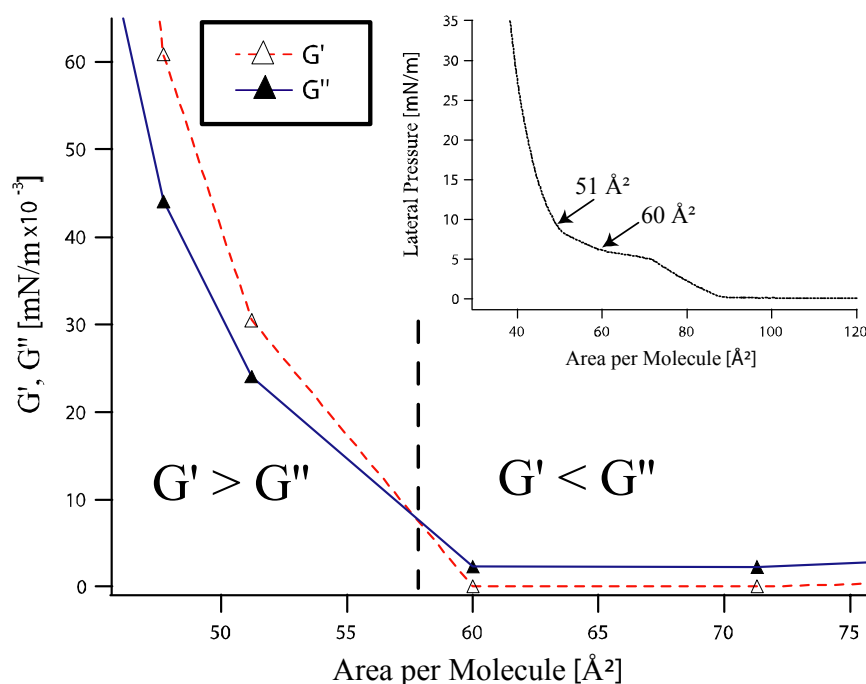 G'
G''
60
50
40
30
20
10
0
G', G'' [mN/m x10⁻³]
50
55
60
65
70
75
Area per Molecule [Å²]
G' > G''
G' < G''
35
30
25
20
15
10
5
0
Lateral Pressure [mN/m]
51 Å²
60 Å²
40
60
80
100
120
Area per Molecule [Å²]